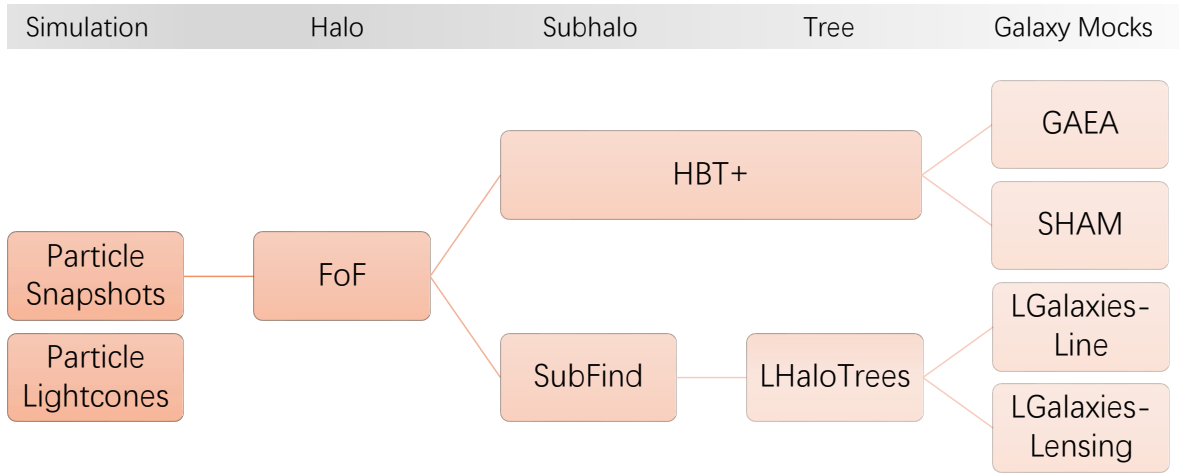 Simulation Halo Subhalo Tree Galaxy Mocks
GAEA
HBT+
SHAM
Particle
Snapshots
FoF
LGalaxies-
Line
Particle
Lightcones
SubFind
LHaloTrees
LGalaxies-
Lensing